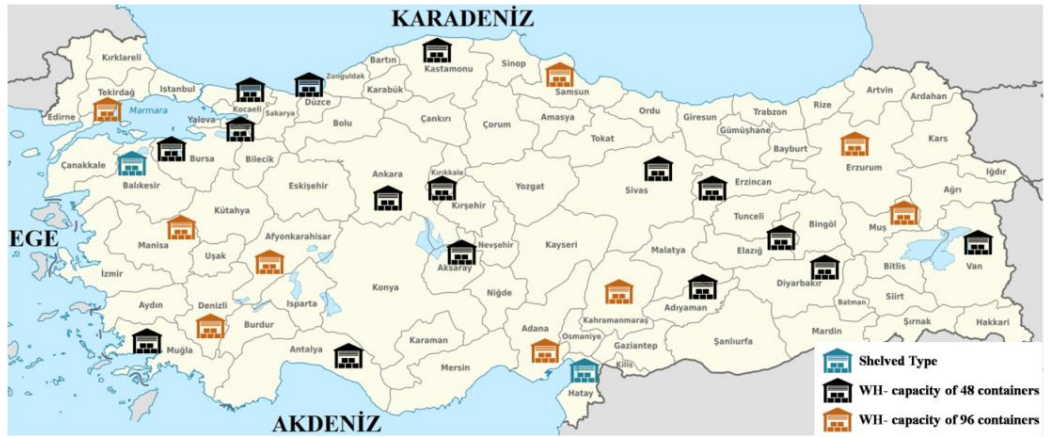 KARADENİZ
Kırklareli
Bartın
Kastamonu
Sinop
Zonguldak
Samsun
Artvin
Ardahan
Tekirdağ
Istanbul
Kocaeli
Sakarya
Düzce
Karabük
Edirne
Marmara
Yalova
Bolu
Çankırı
Çorum
Amasya
Ordu
Giresun
Trabzon
Rize
Kars
Gümüşhane
Bayburt
Tokat
Çanakkale
Bursa
Bilecik
Balıkesir
Eskişehir
Ankara
Kırıkkale
Kırşehir
Yozgat
Sivas
Erzincan
Erzurum
Ağrı
Iğdır
Kütahya
Tunceli
Bingöl
Muş
EGE
Manisa
Uşak
Afyonkarahisar
Nevşehir
Aksaray
Kayseri
Malatya
Elazığ
Bitlis
Van
İzmir
Konya
Niğde
Diyarbakır
Batman
Siirt
Aydın
Denizli
Isparta
Burdur
Kahramanmaraş
Adıyaman
Mardin
Şırnak
Hakkari
Muğla
Antalya
Karaman
Mersin
Adana
Osmaniye
Gaziantep
Şanlıurfa
Kilis
Hatay
AKDENİZ
Shelved Type
WH- capacity of 48 containers
WH- capacity of 96 containers